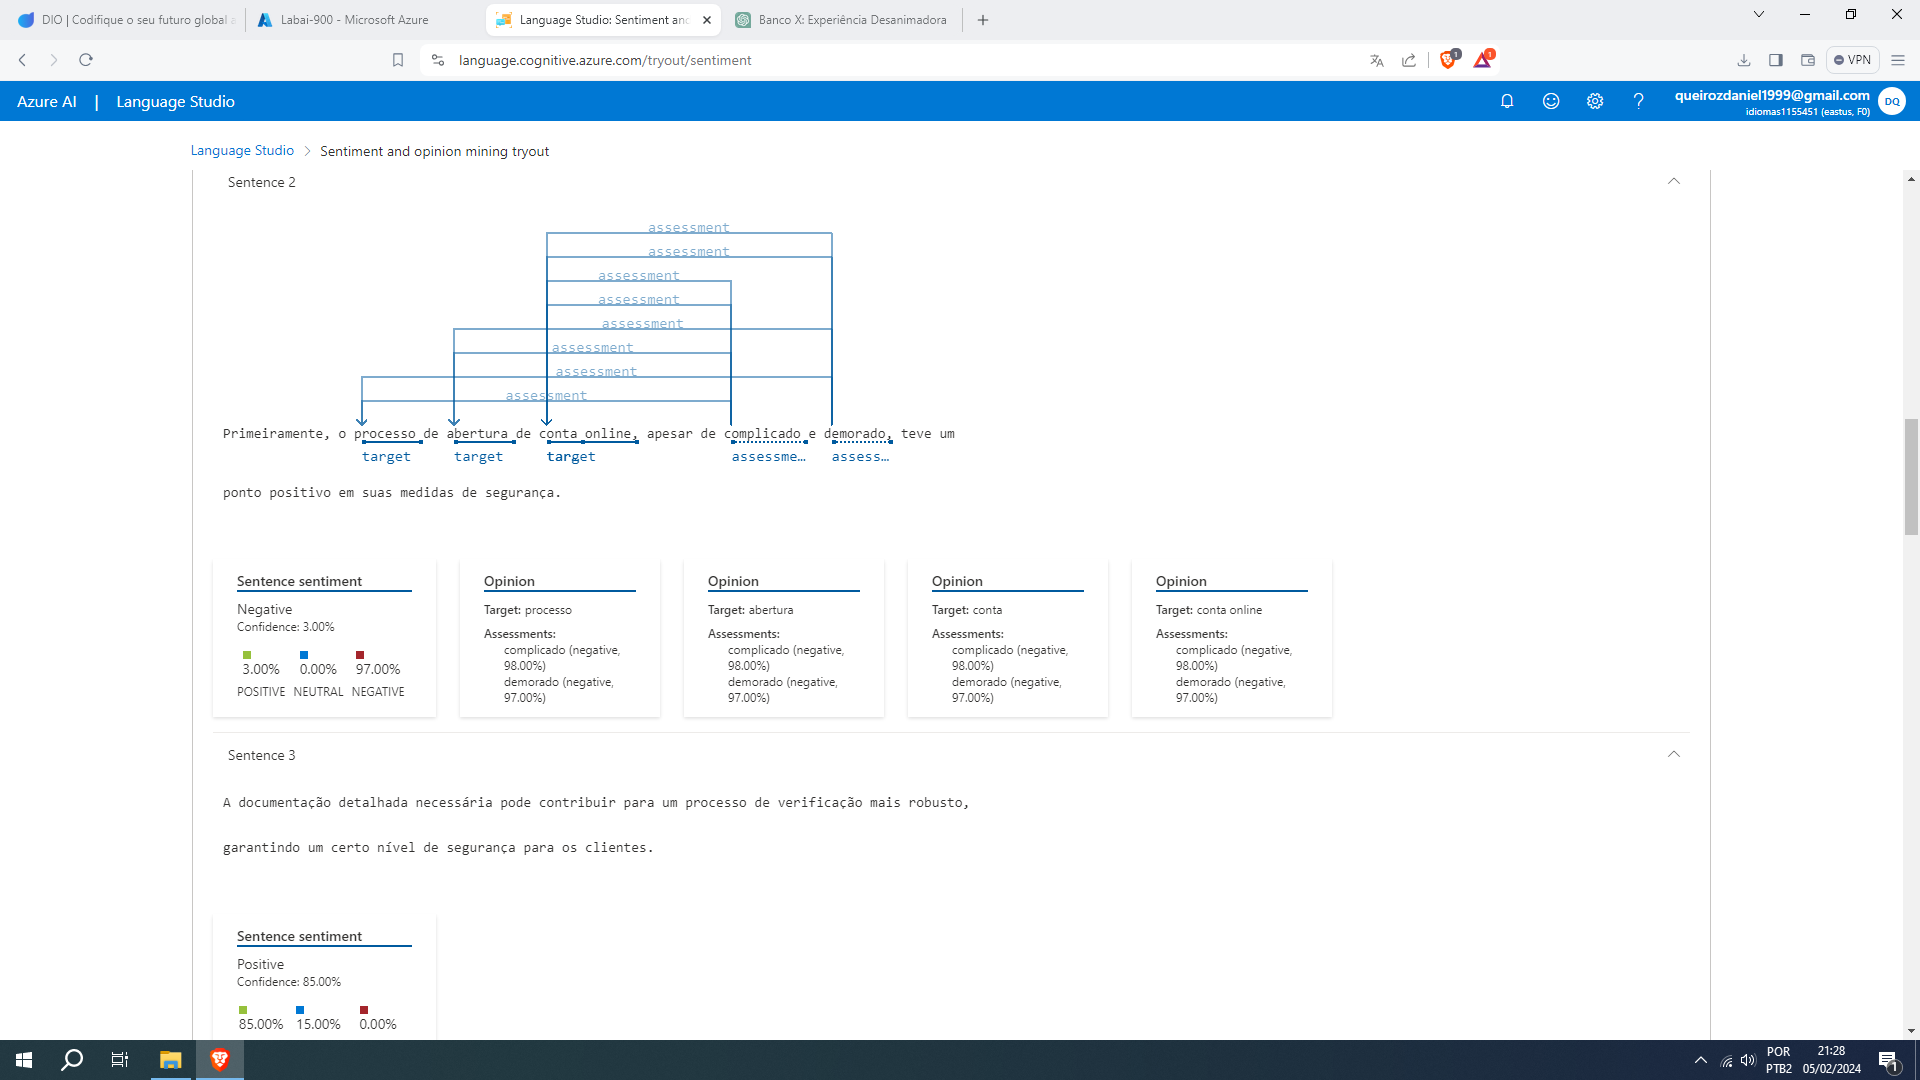 DIO | Codifique o seu futuro global a
Labai-900 - Microsoft Azure
Language Studio: Sentiment and
Banco X: Experiência Desanimadora
language.cognitive.azure.com/tryout/sentiment
1
1
VPN
Azure AI | Language Studio
queirozdaniel1999@gmail.com
idiomas1155451 (eastus, F0)
DQ
Language Studio > Sentiment and opinion mining tryout
Sentence 2
assessment
assessment
assessment
assessment
assessment
assessment
assessment
assessment
Primeiramente, o processo de abertura de conta online, apesar de complicado e demorado, teve um
target target target assessme… assess…
ponto positivo em suas medidas de segurança.
Sentence sentiment
Negative
Confidence: 3.00%
3.00% 0.00% 97.00%
POSITIVE NEUTRAL NEGATIVE
Opinion
Target: processo
Assessments:
complicado (negative,
98.00%)
demorado (negative,
97.00%)
Opinion
Target: abertura
Assessments:
complicado (negative,
98.00%)
demorado (negative,
97.00%)
Opinion
Target: conta
Assessments:
complicado (negative,
98.00%)
demorado (negative,
97.00%)
Opinion
Target: conta online
Assessments:
complicado (negative,
98.00%)
demorado (negative,
97.00%)
Sentence 3
A documentação detalhada necessária pode contribuir para um processo de verificação mais robusto,
garantindo um certo nível de segurança para os clientes.
Sentence sentiment
Positive
Confidence: 85.00%
85.00% 15.00% 0.00%
POR
PTB2
21:28
05/02/2024
1